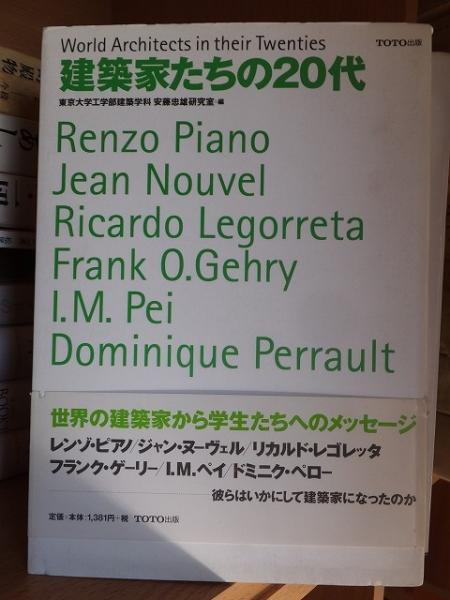 World Architects in their Twenties
TOTO出版
建築家たちの20代
東京大学工学部建築学科 安藤忠雄研究室・編
Renzo Piano
Jean Nouvel
Ricardo Legorreta
Frank O.Gehry
I.M. Pei
Dominique Perrault
世界の建築家から学生たちへのメッセージ
レンゾ・ピアノ/ジャン・ヌーヴェル/リカルド・レゴレッタ
フランク・ゲーリー/I.M.ペイ/ドミニク・ペロー
彼らはいかにして建築家になったのか
定価・本体:1,381円+税 TOTO出版